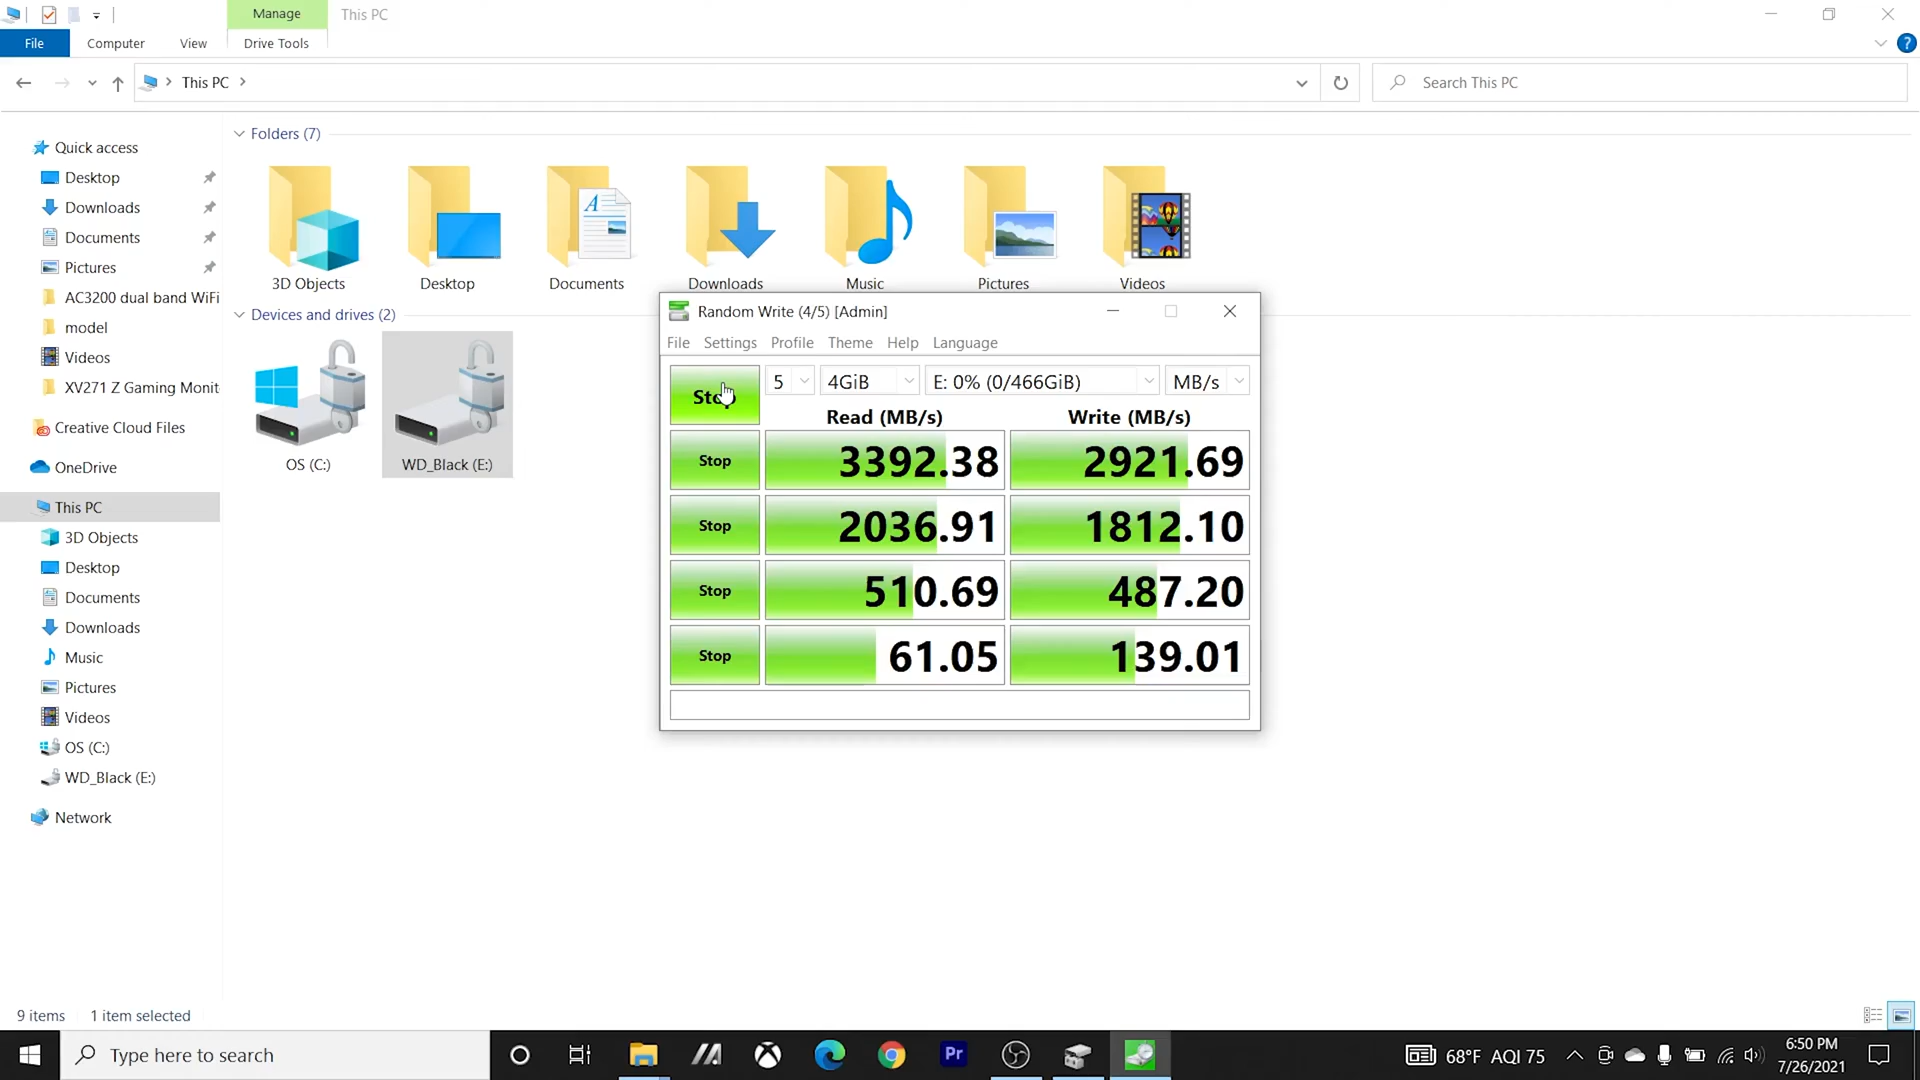 Manage
This PC
File
Computer
View
Drive Tools
This PC
Search This PC
Quick access
Desktop
Downloads
Documents
Pictures
AC3200 dual band WiFi
model
Videos
XV271 Z Gaming Monit
Creative Cloud Files
OneDrive
This PC
3D Objects
Desktop
Documents
Downloads
Music
Pictures
Videos
OS (C:)
WD_Black (E:)
Network
Folders (7)
3D Objects
Desktop
Documents
Downloads
Music
Pictures
Videos
Devices and drives (2)
OS (C:)
WD_Black (E:)
Random Write (4/5) [Admin]
File Settings Profile Theme Help Language
Stop
5
4GiB
E: 0% (0/466GiB)
MB/s
Read (MB/s)
Write (MB/s)
Stop 3392.38 2921.69
Stop 2036.91 1812.10
Stop 510.69 487.20
Stop 61.05 139.01
9 items 1 item selected
Type here to search
Pr
68°F AQI 75
6:50 PM
7/26/2021